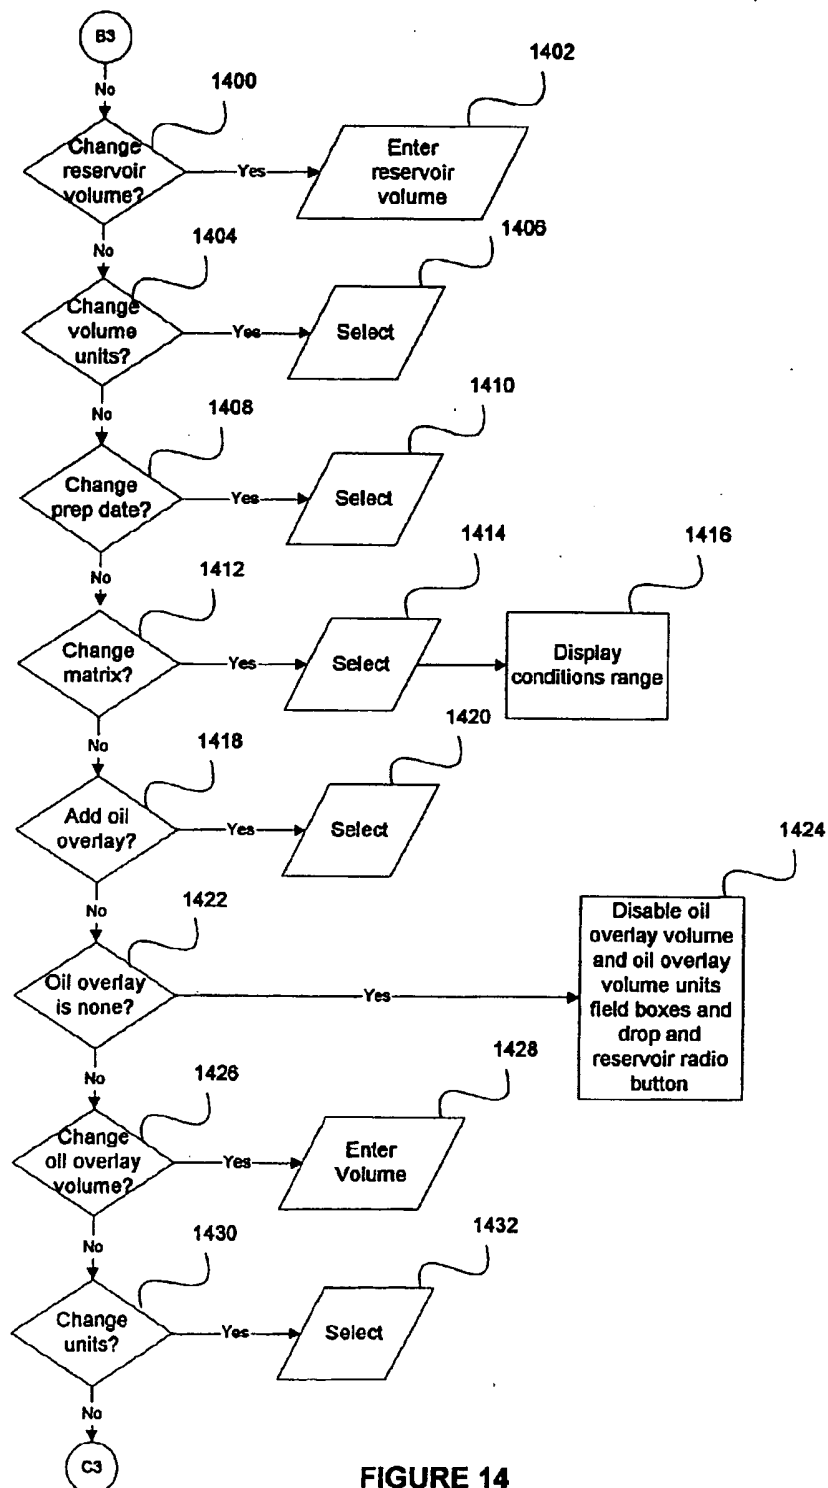 B3
No
1400
1402
Change
reservoir
volume?
Yes
Enter
reservoir
volume
No
1404
1406
Change
volume
units?
Yes
Select
No
1408
1410
Change
prep date?
Yes
Select
No
1412
1414
1416
Change
matrix?
Yes
Select
Display
conditions range
No
1418
1420
Add oil
overlay?
Yes
Select
No
1422
1424
Oil overlay
is none?
Yes
Disable oil
overlay volume
and oil overlay
volume units
field boxes and
drop and
reservoir radio
button
No
1426
1428
Change
oil overlay
volume?
Yes
Enter
Volume
No
1430
1432
Change
units?
Yes
Select
No
C3
FIGURE 14